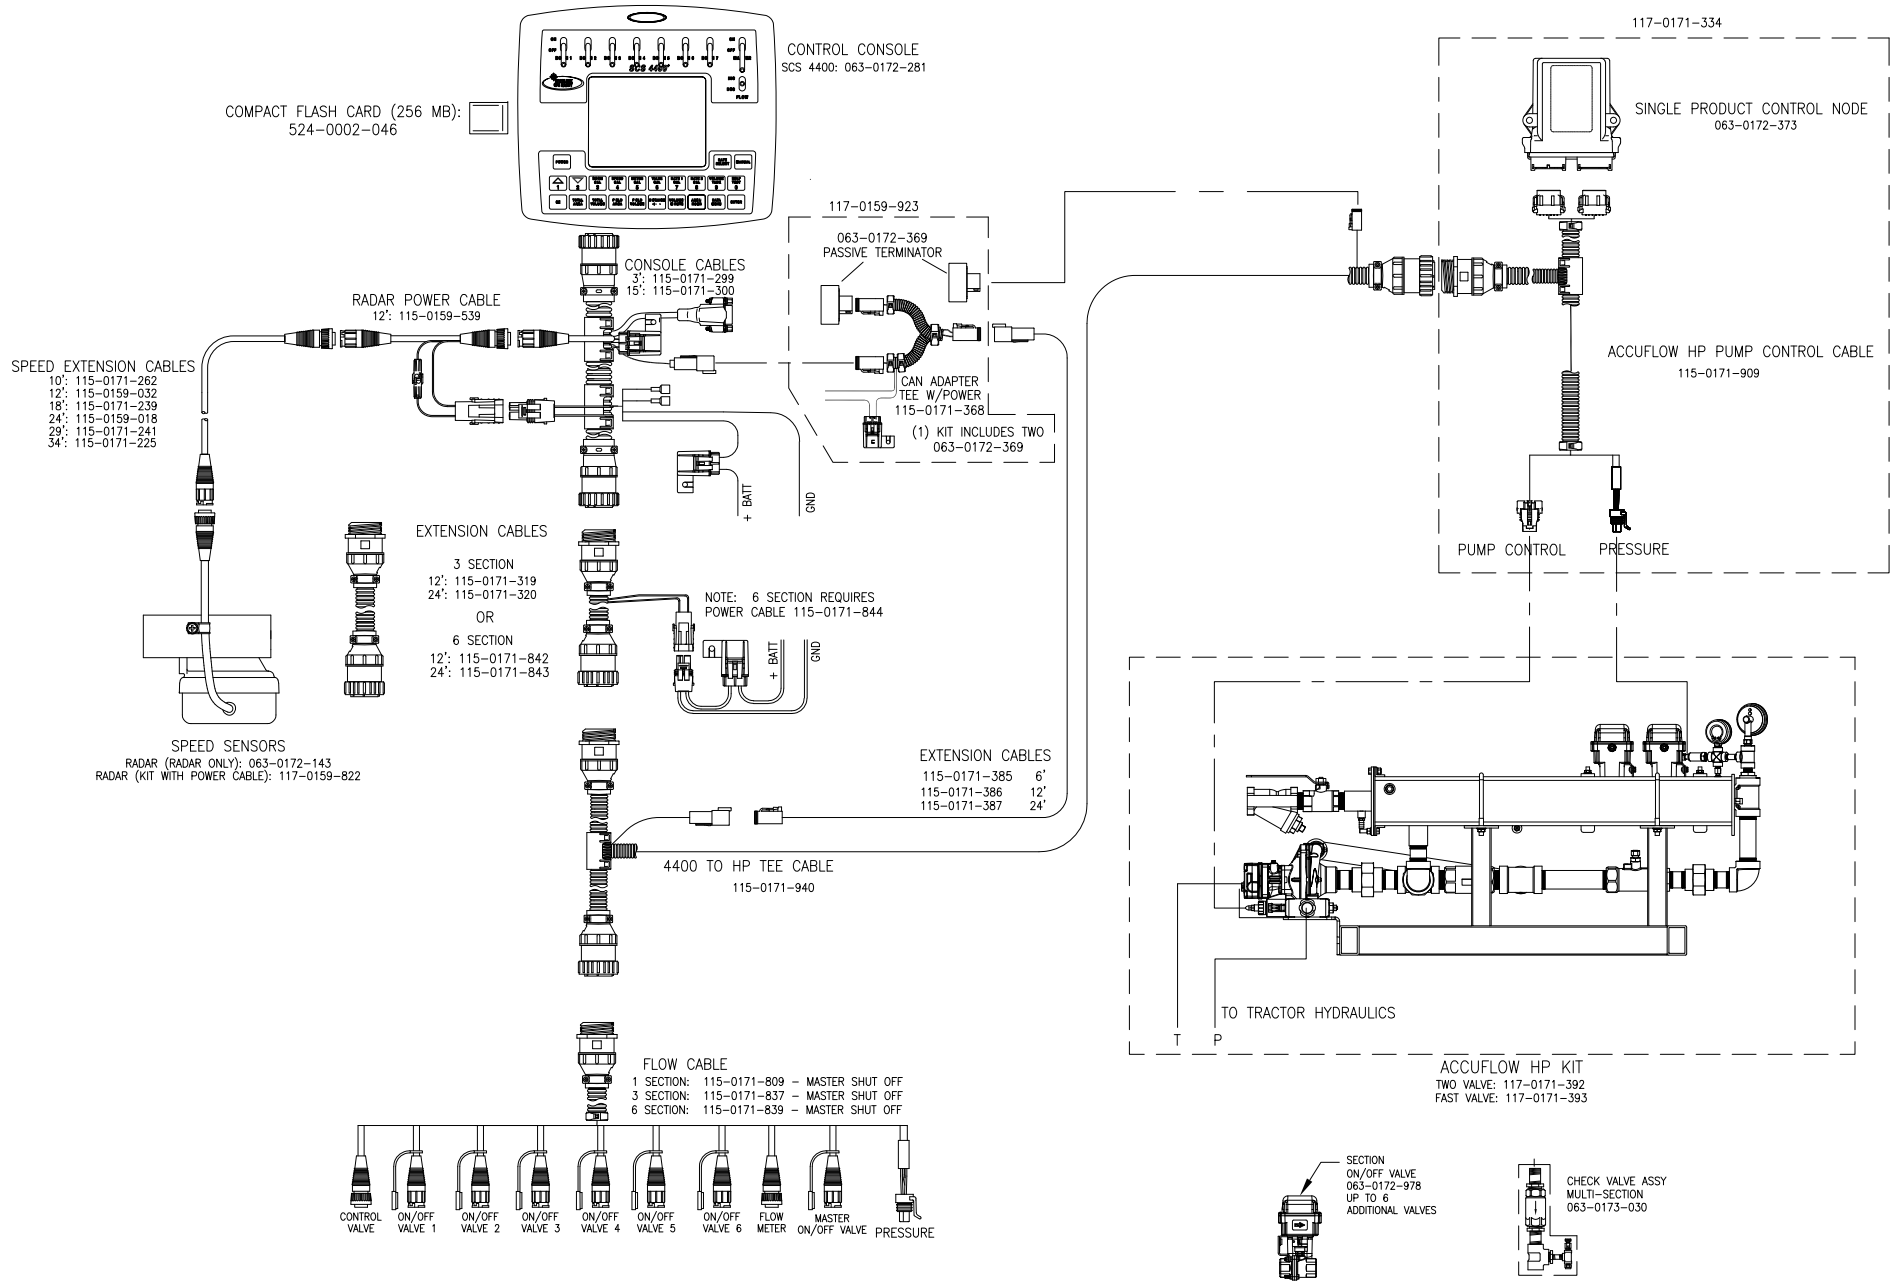 117-0171-334
CONTROL CONSOLE
SCS 4400: 063-0172-281
SCS 4400
COMPACT FLASH CARD (256 MB):
524-0002-046
SINGLE PRODUCT CONTROL NODE
063-0172-373
117-0159-923
063-0172-369
PASSIVE TERMINATOR
CONSOLE CABLES
3': 115-0171-299
15': 115-0171-300
RADAR POWER CABLE
12': 115-0159-539
SPEED EXTENSION CABLES
10': 115-0171-262
12': 115-0159-032
18': 115-0171-239
24': 115-0159-018
29': 115-0171-241
34': 115-0171-225
ACCUFLOW HP PUMP CONTROL CABLE
115-0171-909
CAN ADAPTER
TEE W/POWER
115-0171-368
(1) KIT INCLUDES TWO
063-0172-369
+ BATT
GND
EXTENSION CABLES
3 SECTION
12': 115-0171-319
24': 115-0171-320
OR
6 SECTION
12': 115-0171-842
24': 115-0171-843
PUMP CONTROL
PRESSURE
NOTE: 6 SECTION REQUIRES
POWER CABLE 115-0171-844
+ BATT
GND
SPEED SENSORS
RADAR (RADAR ONLY): 063-0172-143
RADAR (KIT WITH POWER CABLE): 117-0159-822
EXTENSION CABLES
115-0171-385 6'
115-0171-386 12'
115-0171-387 24'
4400 TO HP TEE CABLE
115-0171-940
TO TRACTOR HYDRAULICS
T P
ACCUFLOW HP KIT
TWO VALVE: 117-0171-392
FAST VALVE: 117-0171-393
FLOW CABLE
1 SECTION: 115-0171-809 - MASTER SHUT OFF
3 SECTION: 115-0171-837 - MASTER SHUT OFF
6 SECTION: 115-0171-839 - MASTER SHUT OFF
CONTROL
VALVE
ON/OFF
VALVE 1
ON/OFF
VALVE 2
ON/OFF
VALVE 3
ON/OFF
VALVE 4
ON/OFF
VALVE 5
ON/OFF
VALVE 6
FLOW
METER
MASTER
ON/OFF VALVE
PRESSURE
SECTION
ON/OFF VALVE
063-0172-978
UP TO 6
ADDITIONAL VALVES
CHECK VALVE ASSY
MULTI-SECTION
063-0173-030